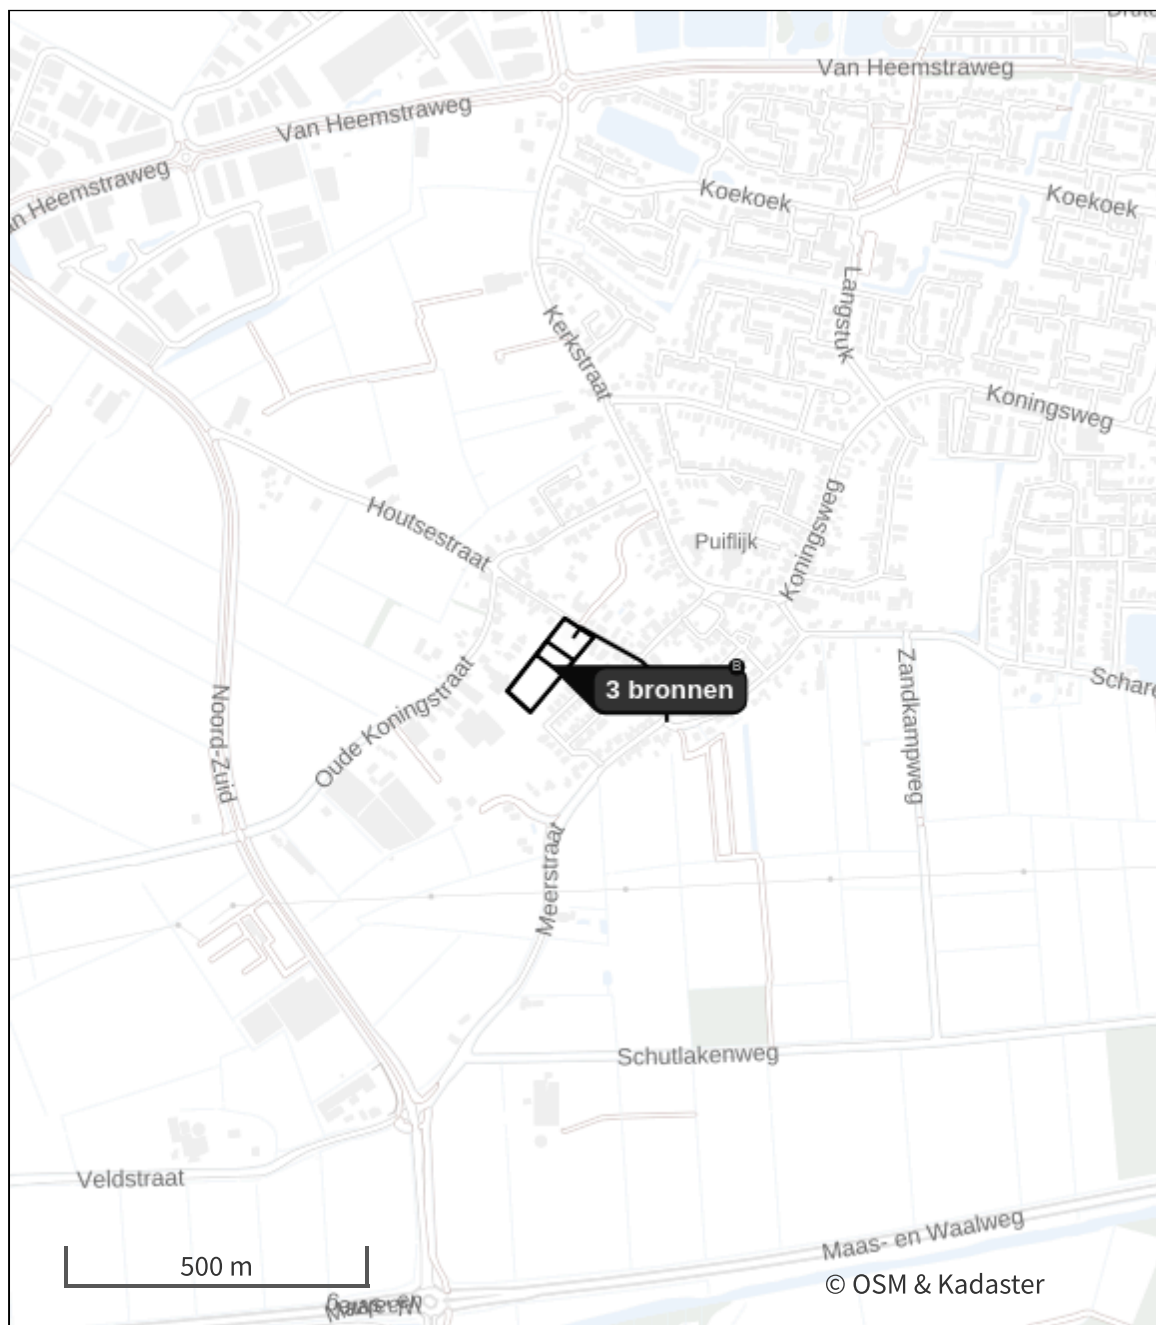 Van Heemstraweg
Van Heemstraweg
an Heemstraweg
Koekoek
Koekoek
Langstuk
Kerkstraat
Koningsweg
Houtsestraat
Puiflijk
Koningsweg
Oude Koningstraat
Noord-Zuid
B
3 bronnen
Zandkampweg
Schare
Meerstraat
Schutlakenweg
Veldstraat
Maas- en Waalweg
500 m
© OSM & Kadaster